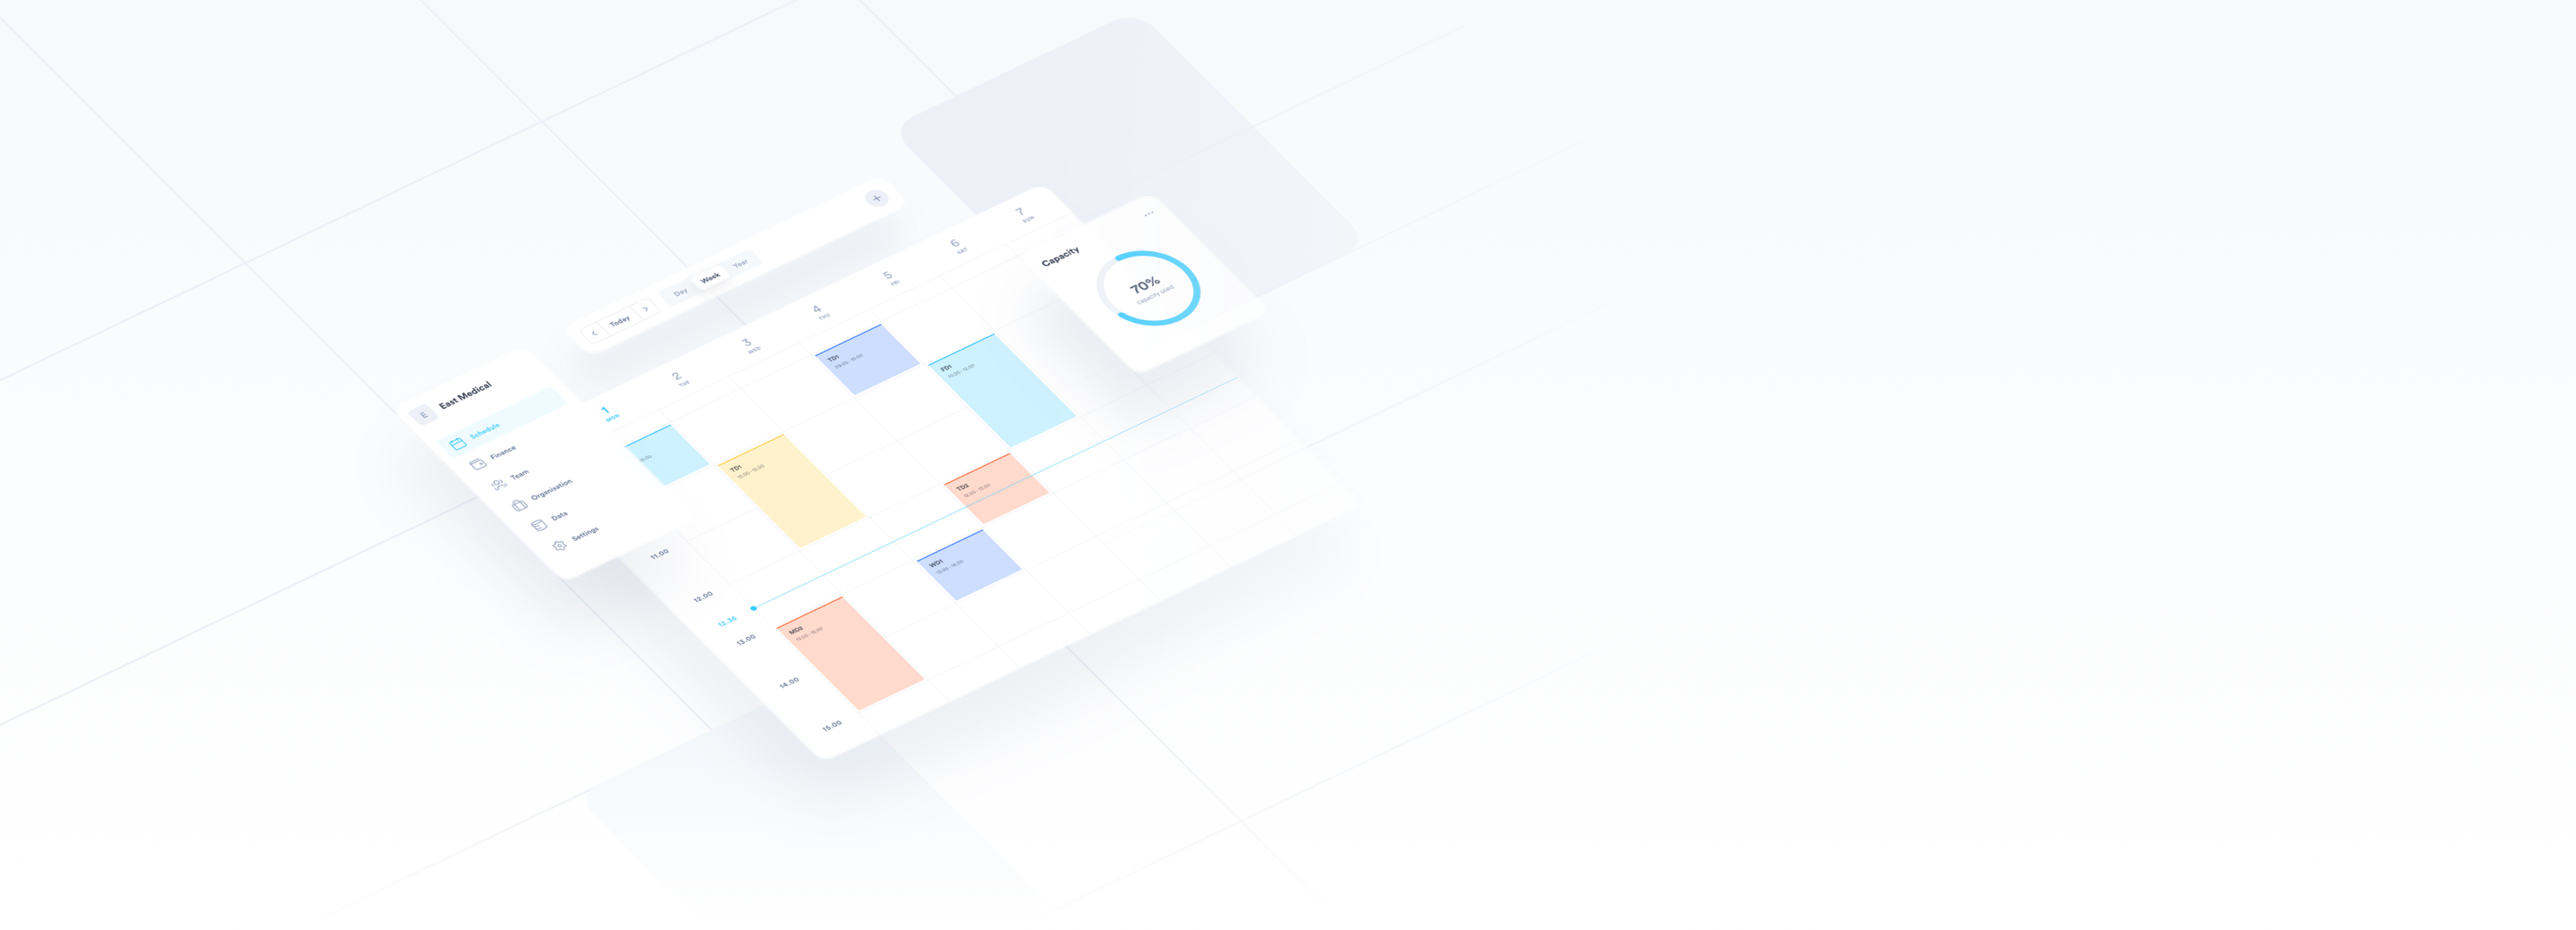 E East Medical
Schedule
Finance
Team
Organisation
Data
Settings
Today
Day Week Year
1 MON
2 TUE
3 WED
4 THU
5 FRI
6 SAT
7 SUN
11.00
12.00
12.36
13.00
14.00
15.00
TD1
TD1
FD1
TD2
WD1
MD2
Capacity
70%
capacity used